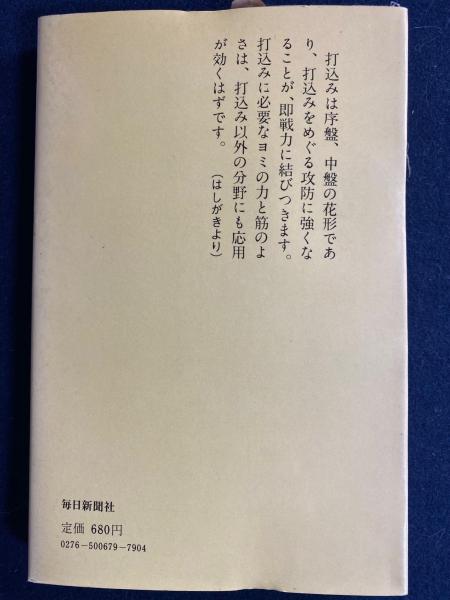 打込みは序盤、中盤の花形であ
り、打込みをめぐる攻防に強くな
ることが、即戦力に結びつきます。
打込みに必要なヨミの力と筋のよ
さは、打込み以外の分野にも応用
が効くはずです。
（はしがきより）
毎日新聞社
定価 680円
0276－500679－7904